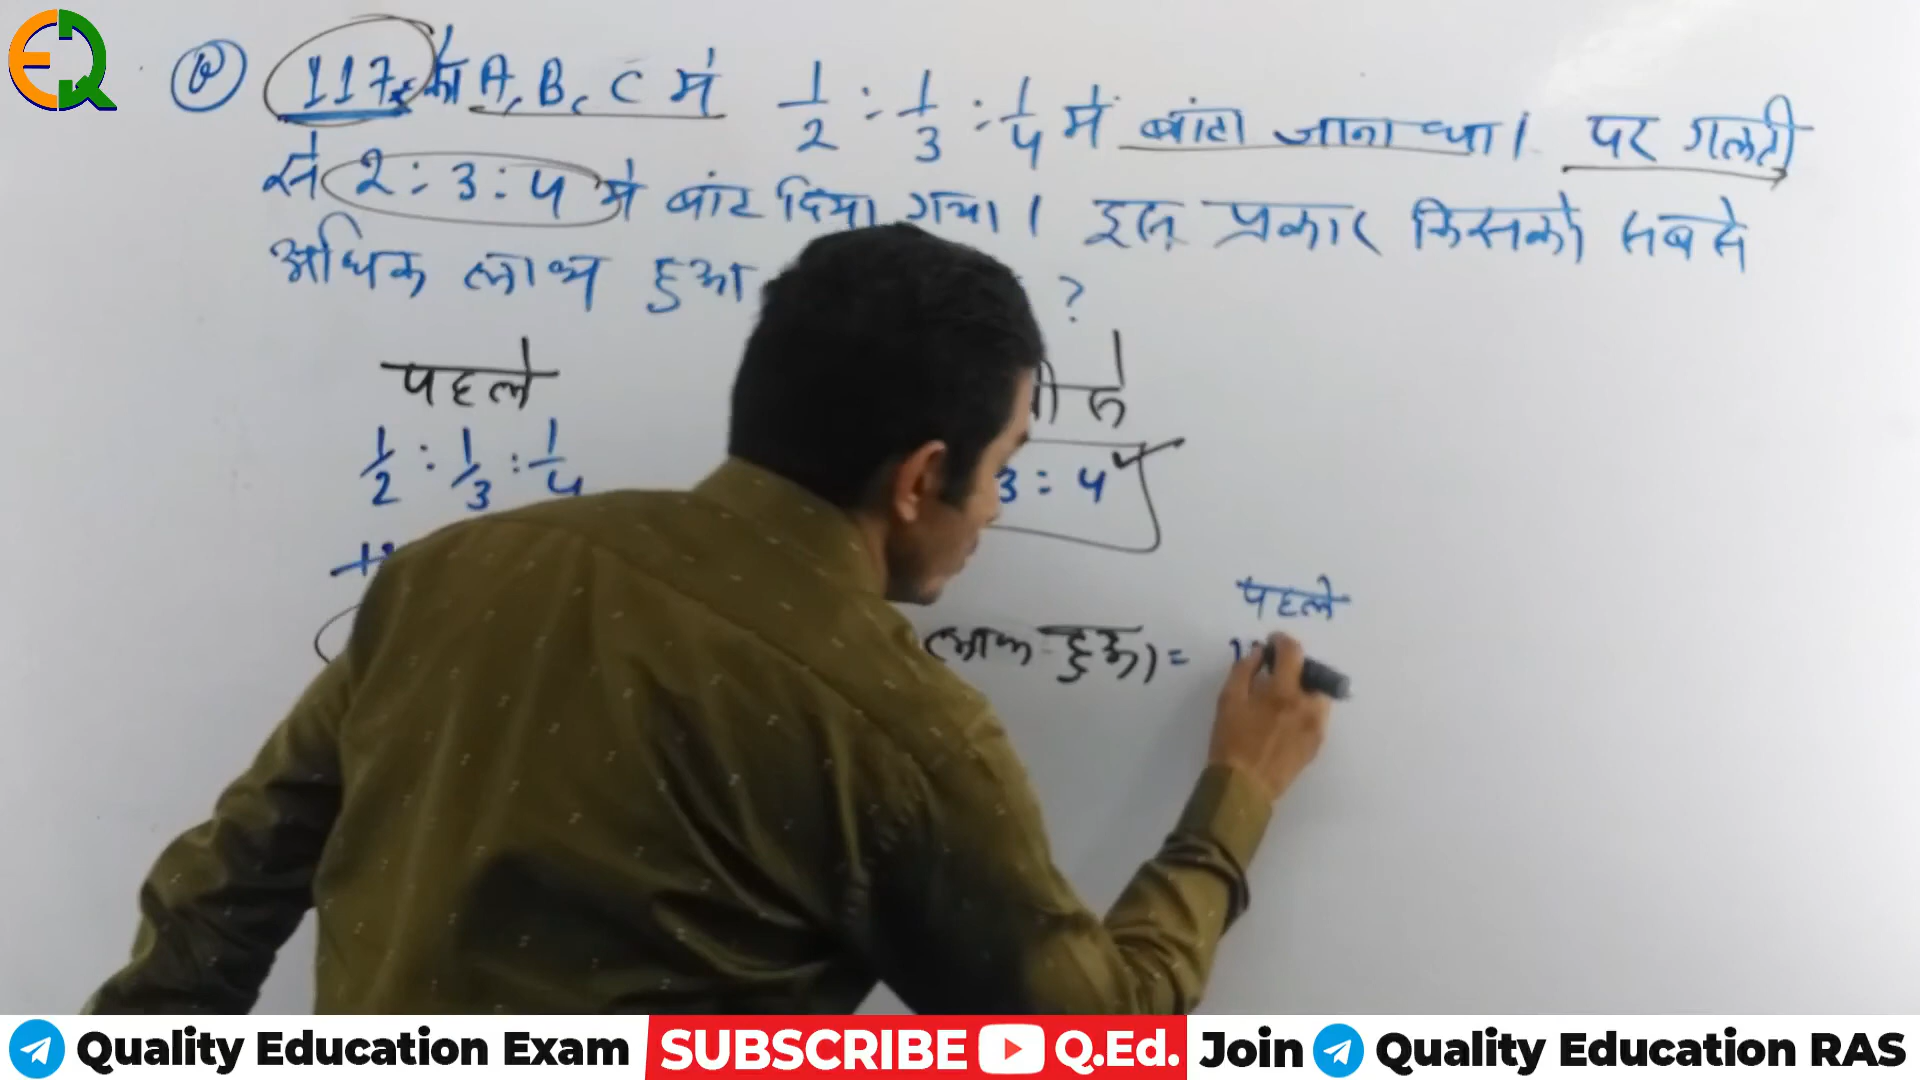 EQ
117 को A, B, C में 1/2 : 1/3 : 1/4 में बांटा जाना था। पर गलती
से 2 : 3 : 4 में बांट दिया गया। इस प्रकार किसको सबसे
अधिक लाभ हुआ ?
पहले
1/2 : 1/3 : 1/4
3 : 4
पहले
हुआ =
Quality Education Exam SUBSCRIBE Q.Ed. Join Quality Education RAS